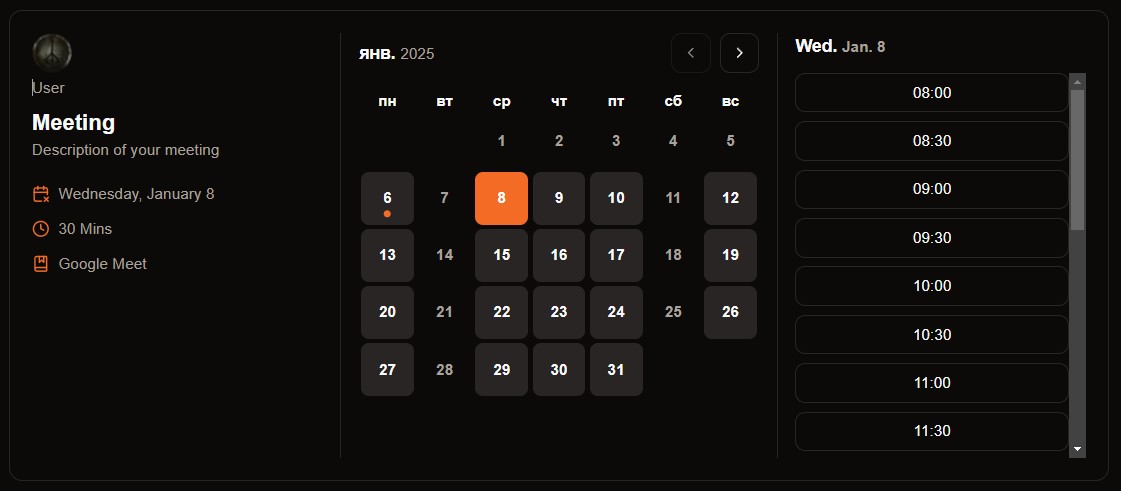 User
Meeting
Description of your meeting
Wednesday, January 8
30 Mins
Google Meet
янв. 2025
пн вт ср чт пт сб вс
1 2 3 4 5
6 7 8 9 10 11 12
13 14 15 16 17 18 19
20 21 22 23 24 25 26
27 28 29 30 31
Wed. Jan. 8
08:00
08:30
09:00
09:30
10:00
10:30
11:00
11:30